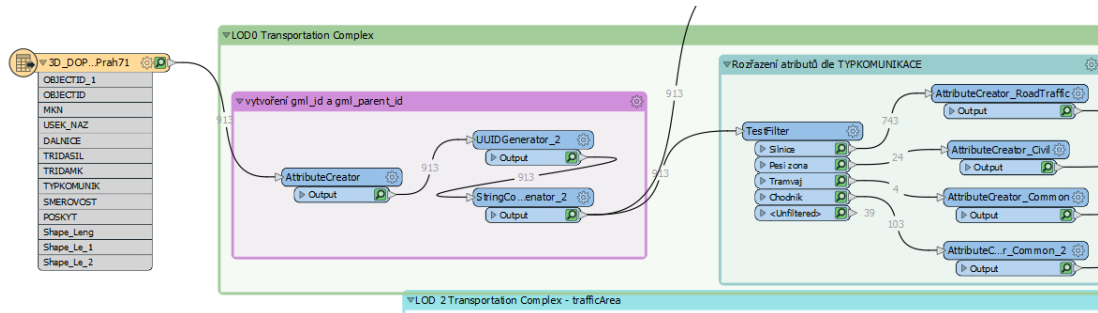 LOD0 Transportation Complex
3D_DOP...Prah71
OBJECTID_1
OBJECTID
MKN
USEK_NAZ
DALNICE
TRIDASIL
TRIDAMK
TYPKOMUNIK
SMEROVOST
POSKYT
Shape_Leng
Shape_Le_1
Shape_Le_2
913
vytvoření gml_id a gml_parent_id
AttributeCreator
Output
913
UUIDGenerator_2
Output
913
StringCo...enator_2
Output
913
913
Rozřazení atributů dle TYPKOMUNIKACE
TestFilter
Silnice
Pesi zona
Tramvaj
Chodnik
<Unfiltered>
39
743
24
4
103
AttributeCreator_RoadTraffic
Output
AttributeCreator_Civil
Output
AttributeCreator_Common
Output
AttributeC...r_Common_2
Output
LOD 2 Transportation Complex - trafficArea